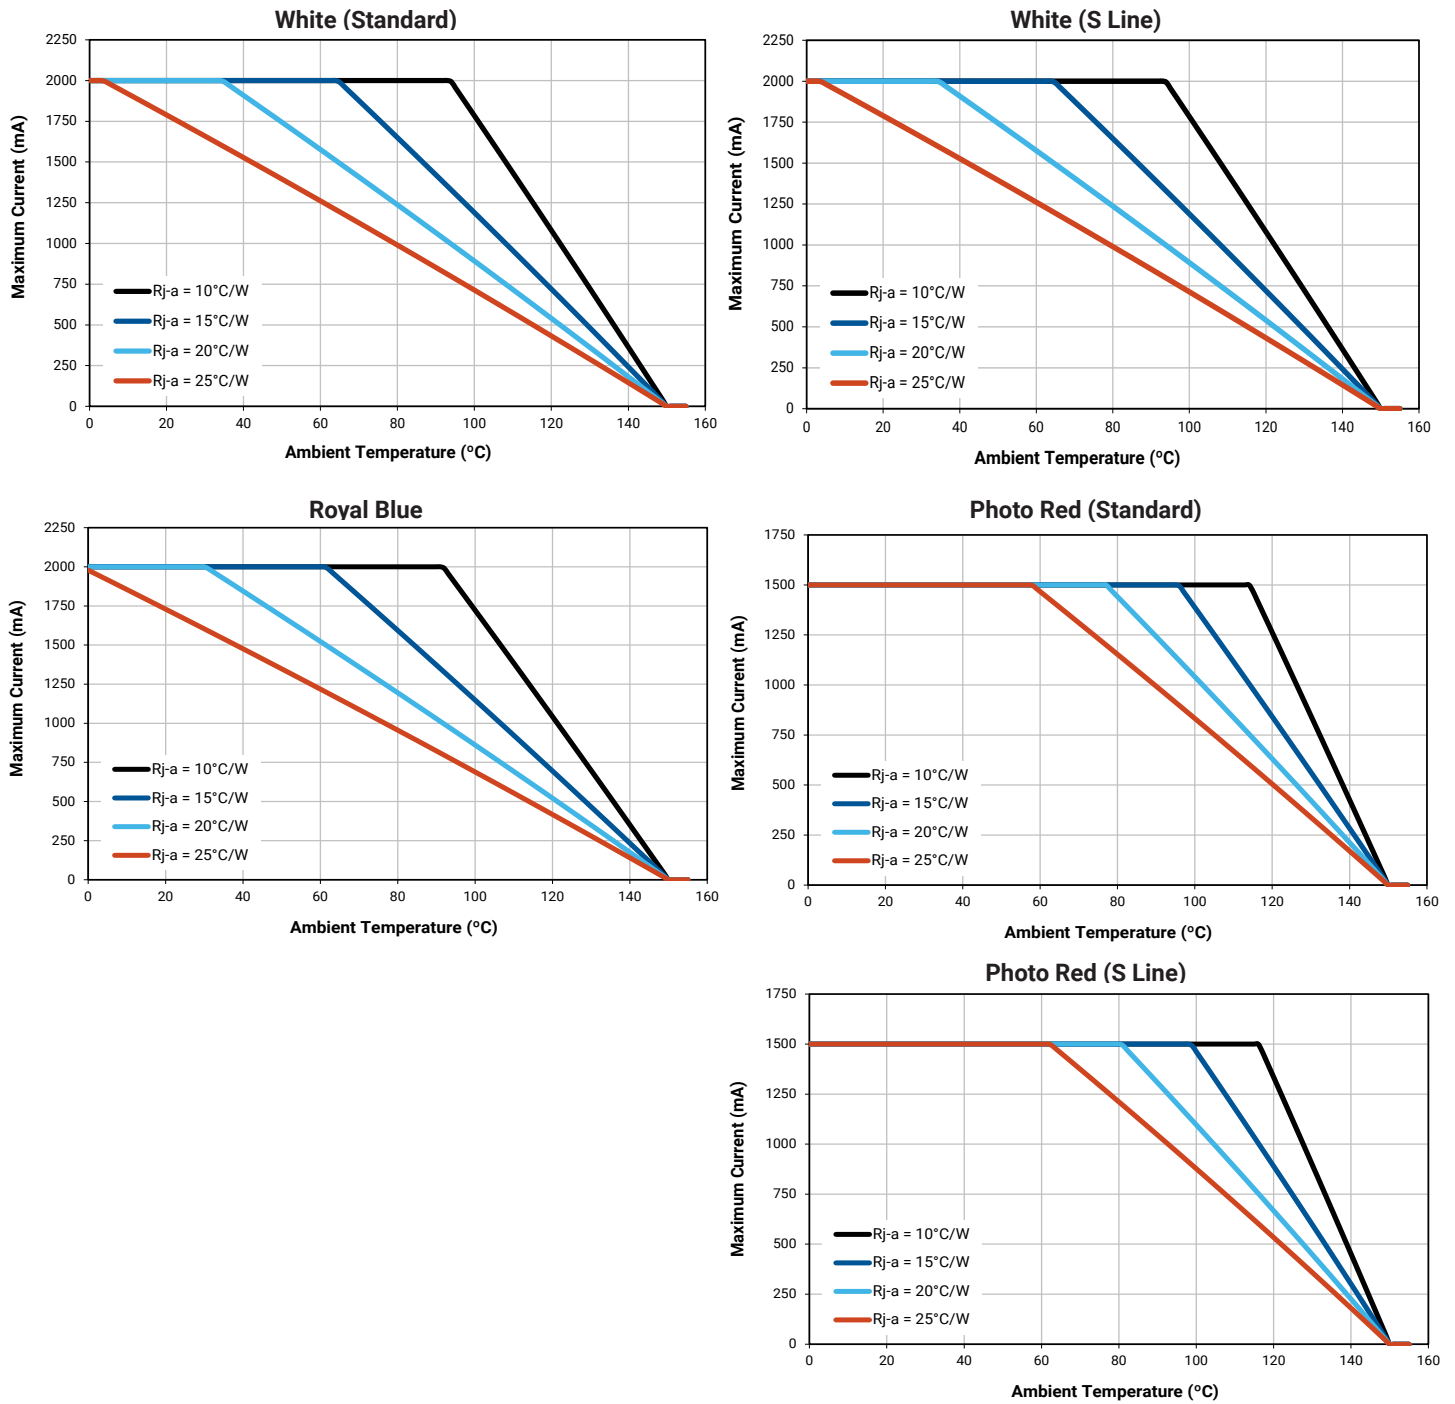 White (Standard)
Maximum Current (mA)
2250
2000
1750
1500
1250
1000
750
500
250
0
Rj-a = 10°C/W
Rj-a = 15°C/W
Rj-a = 20°C/W
Rj-a = 25°C/W
0 20 40 60 80 100 120 140 160
Ambient Temperature (ºC)
White (S Line)
Maximum Current (mA)
2250
2000
1750
1500
1250
1000
750
500
250
0
Rj-a = 10°C/W
Rj-a = 15°C/W
Rj-a = 20°C/W
Rj-a = 25°C/W
0 20 40 60 80 100 120 140 160
Ambient Temperature (ºC)
Royal Blue
Maximum Current (mA)
2250
2000
1750
1500
1250
1000
750
500
250
0
Rj-a = 10°C/W
Rj-a = 15°C/W
Rj-a = 20°C/W
Rj-a = 25°C/W
0 20 40 60 80 100 120 140 160
Ambient Temperature (ºC)
Photo Red (Standard)
Maximum Current (mA)
1750
1500
1250
1000
750
500
250
0
Rj-a = 10°C/W
Rj-a = 15°C/W
Rj-a = 20°C/W
Rj-a = 25°C/W
0 20 40 60 80 100 120 140 160
Ambient Temperature (ºC)
Photo Red (S Line)
Maximum Current (mA)
1750
1500
1250
1000
750
500
250
0
Rj-a = 10°C/W
Rj-a = 15°C/W
Rj-a = 20°C/W
Rj-a = 25°C/W
0 20 40 60 80 100 120 140 160
Ambient Temperature (ºC)